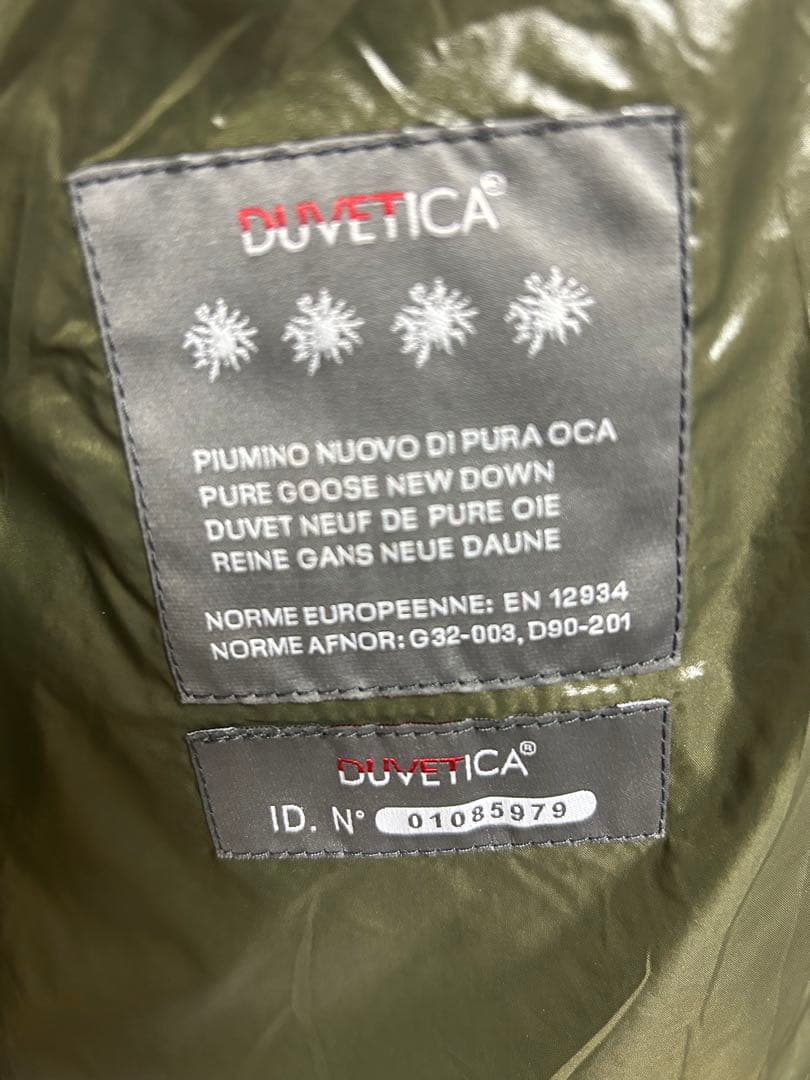 DUVETICA®
PIUMINO NUOVO DI PURA OCA
PURE GOOSE NEW DOWN
DUVET NEUF DE PURE OIE
REINE GANS NEUE DAUNE
NORME EUROPEENNE: EN 12934
NORME AFNOR: G32-003, D90-201
DUVETICA®
ID. N° 01085979